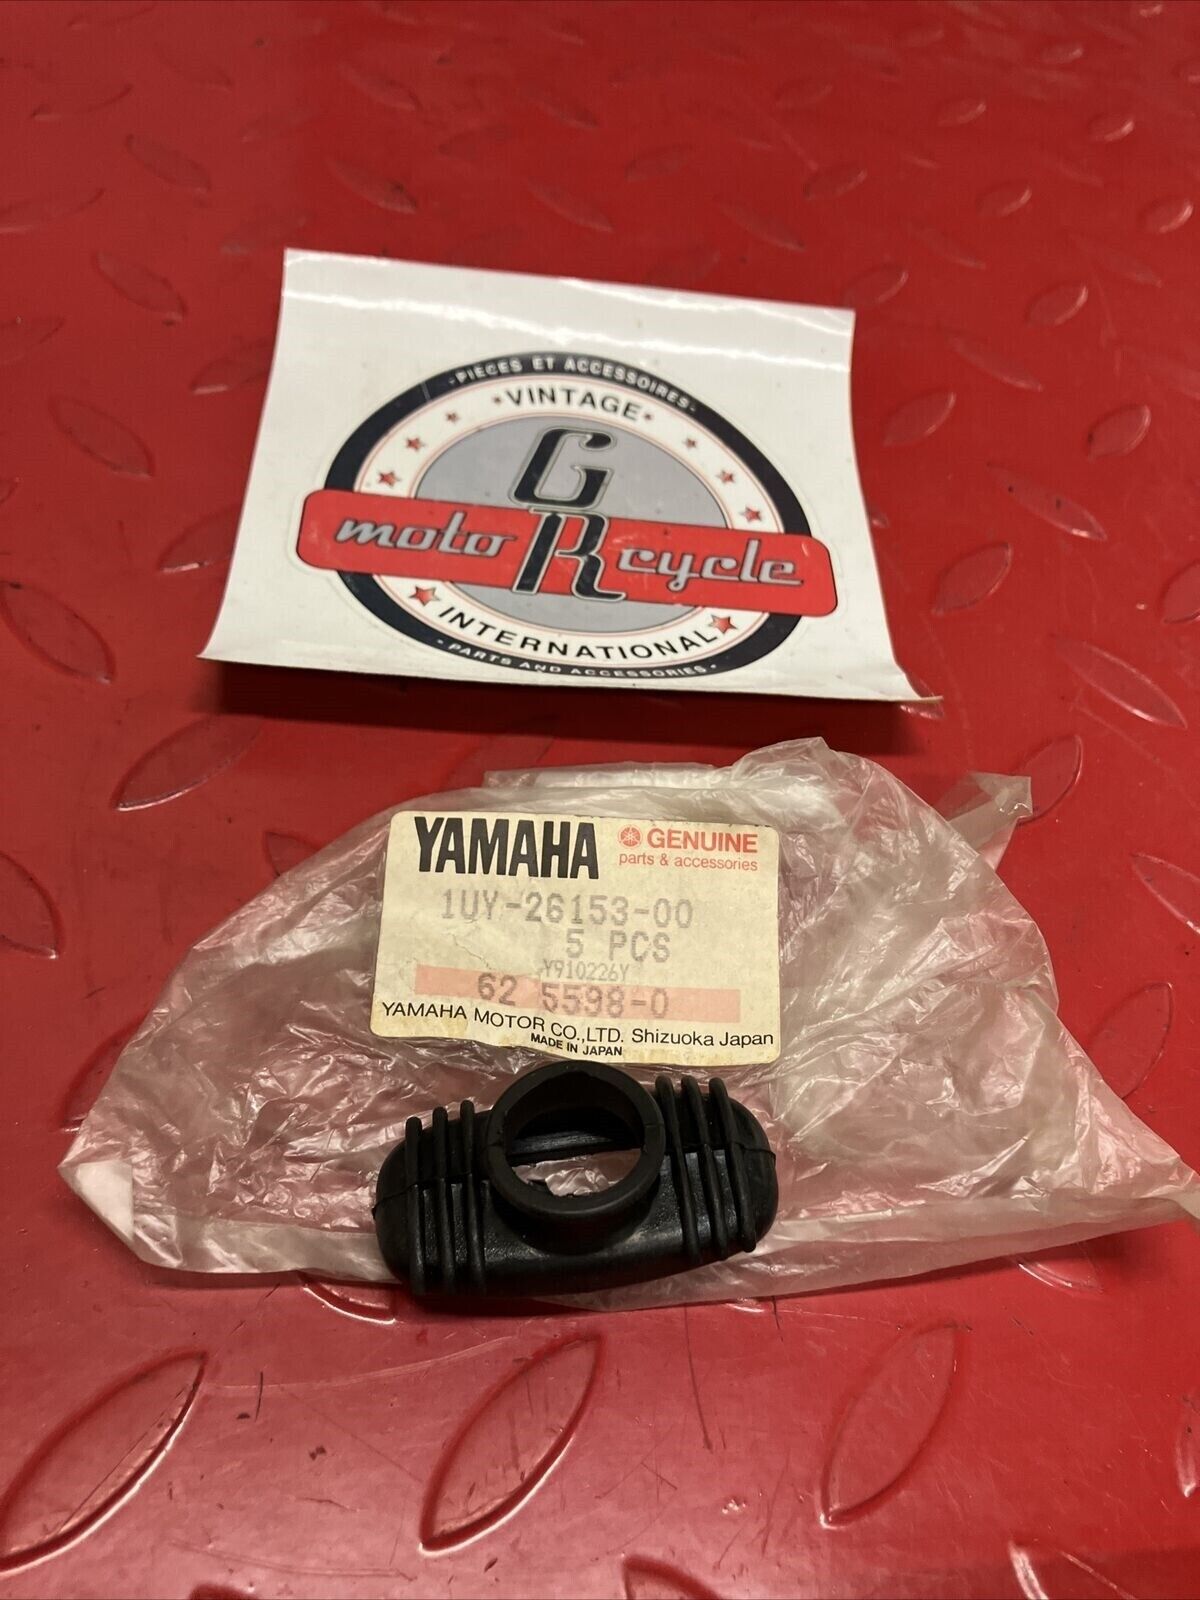 ·PIECES ET ACCESSOIRES·
·VINTAGE·
GR
moto cycle
INTERNATIONAL
·PARTS AND ACCESSORIES·
YAMAHA GENUINE
parts & accessories
1UY-26153-00
5 PCS
Y910226Y
62 5598-0
YAMAHA MOTOR CO.,LTD. Shizuoka Japan
MADE IN JAPAN